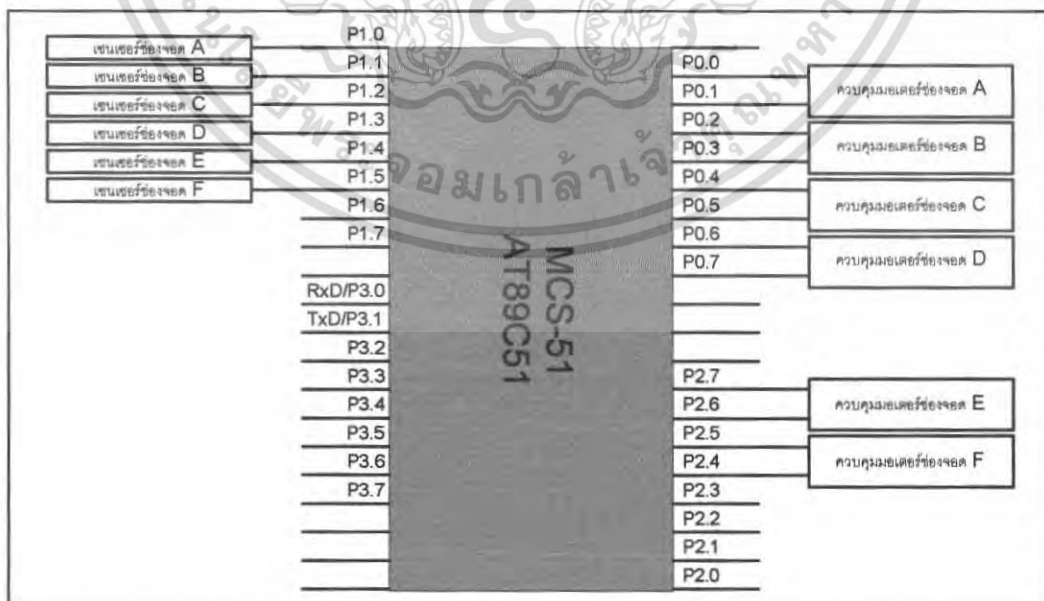 เซนเซอร์ช่องจอด A
เซนเซอร์ช่องจอด B
เซนเซอร์ช่องจอด C
เซนเซอร์ช่องจอด D
เซนเซอร์ช่องจอด E
เซนเซอร์ช่องจอด F
P1.0
P1.1
P1.2
P1.3
P1.4
P1.5
P1.6
P1.7
RxD/P3.0
TxD/P3.1
P3.2
P3.3
P3.4
P3.5
P3.6
P3.7
MCS-51
AT89C51
P0.0
P0.1
P0.2
P0.3
P0.4
P0.5
P0.6
P0.7
P2.7
P2.6
P2.5
P2.4
P2.3
P2.2
P2.1
P2.0
ควบคุมมอเตอร์ช่องจอด A
ควบคุมมอเตอร์ช่องจอด B
ควบคุมมอเตอร์ช่องจอด C
ควบคุมมอเตอร์ช่องจอด D
ควบคุมมอเตอร์ช่องจอด E
ควบคุมมอเตอร์ช่องจอด F